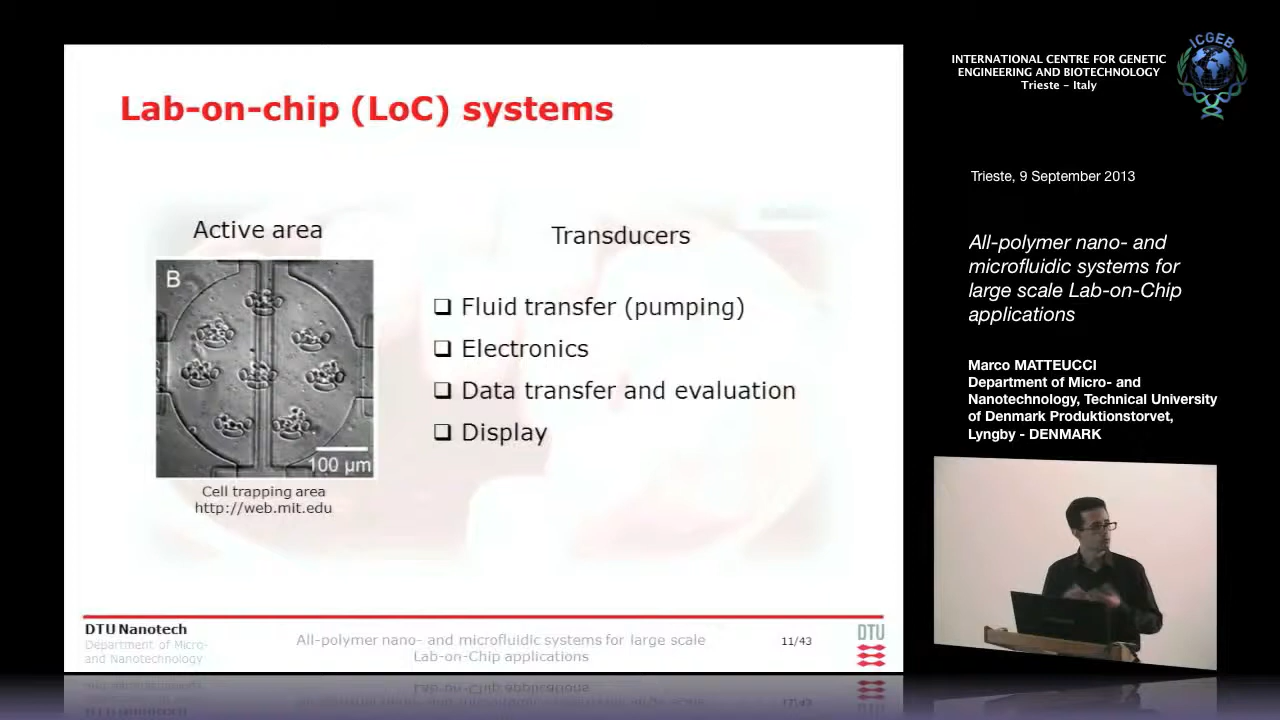 Lab-on-chip (LoC) systems
Active area
B
100 µm
Cell trapping area
http://web.mit.edu
Transducers
❑ Fluid transfer (pumping)
❑ Electronics
❑ Data transfer and evaluation
❑ Display
DTU Nanotech
Department of Micro-
and Nanotechnology
All-polymer nano- and microfluidic systems for large scale
Lab-on-Chip applications
11/43
DTU
INTERNATIONAL CENTRE FOR GENETIC
ENGINEERING AND BIOTECHNOLOGY
Trieste - Italy
ICGEB
Trieste, 9 September 2013
All-polymer nano- and
microfluidic systems for
large scale Lab-on-Chip
applications
Marco MATTEUCCI
Department of Micro- and
Nanotechnology, Technical University
of Denmark Produktionstorvet,
Lyngby - DENMARK